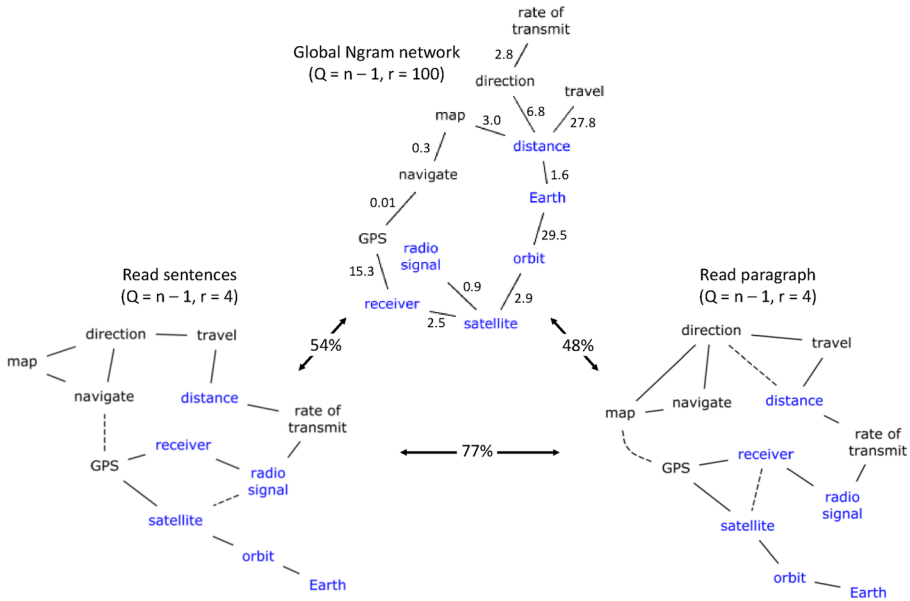 rate of
transmit
2.8
Global Ngram network
(Q = n – 1, r = 100)
direction
travel
6.8
27.8
map
3.0
distance
0.3
1.6
navigate
Earth
0.01
29.5
GPS
radio
signal
orbit
15.3
0.9
2.9
receiver
2.5
satellite
Read sentences
(Q = n – 1, r = 4)
direction
travel
map
navigate
distance
rate of
transmit
receiver
GPS
radio
signal
satellite
orbit
Earth
54%
48%
77%
Read paragraph
(Q = n – 1, r = 4)
direction
travel
map
navigate
distance
rate of
transmit
receiver
GPS
radio
signal
satellite
orbit
Earth